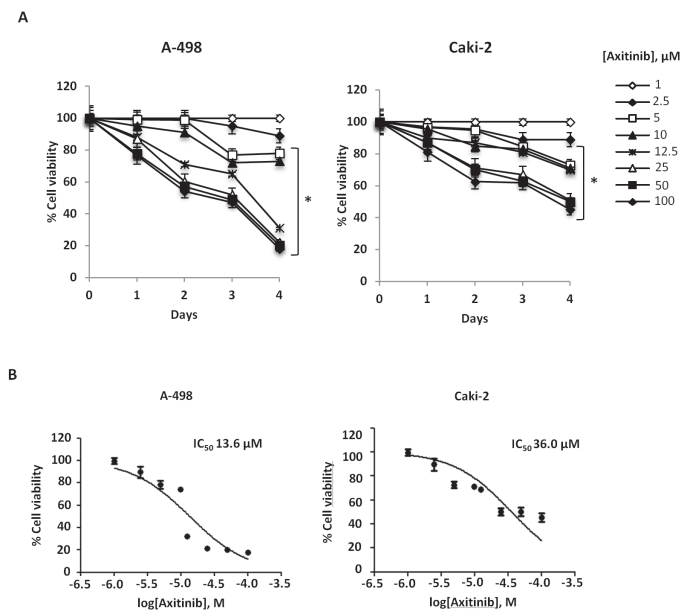 A
A-498
Caki-2
[Axitinib], µM
% Cell viability
120
100
80
60
40
20
0
0 1 2 3 4
Days
*
% Cell viability
120
100
80
60
40
20
0
0 1 2 3 4
Days
*
1
2.5
5
10
12.5
25
50
100
B
A-498
Caki-2
IC50 13.6 µM
% Cell viability
120
100
80
60
40
20
0
-6.5 -6.0 -5.5 -5.0 -4.5 -4.0 -3.5
log[Axitinib], M
IC50 36.0 µM
% Cell viability
120
100
80
60
40
20
0
-6.5 -6.0 -5.5 -5.0 -4.5 -4.0 -3.5
log[Axitinib], M